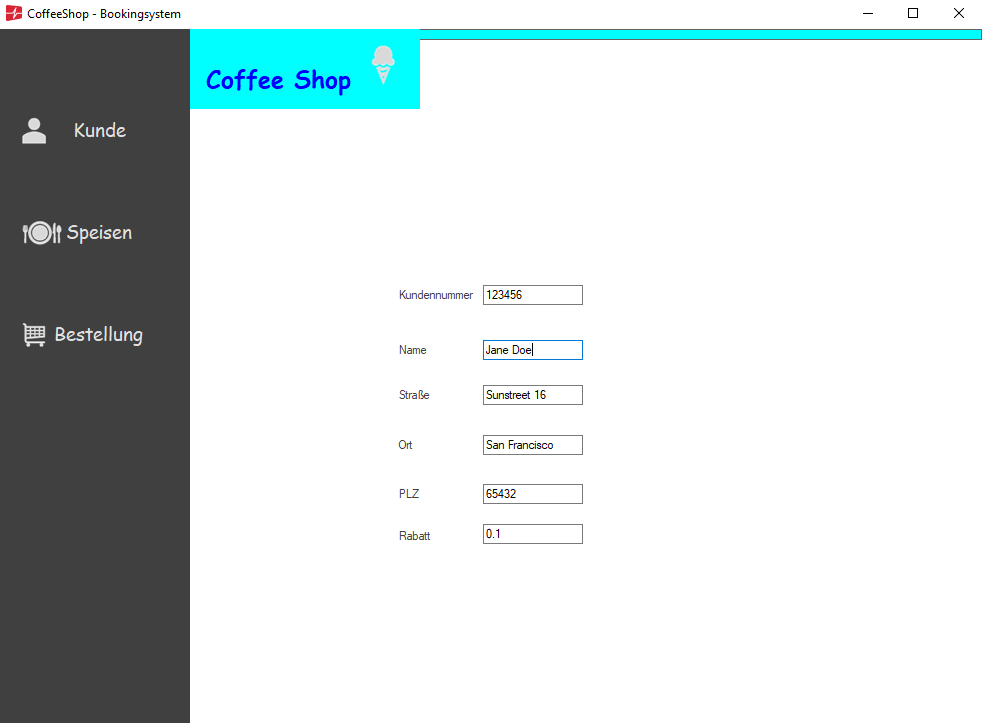 CoffeeShop - Bookingsystem
Coffee Shop
Kunde
Speisen
Bestellung
Kundennummer 123456
Name Jane Doe
Straße Sunstreet 16
Ort San Francisco
PLZ 65432
Rabatt 0.1